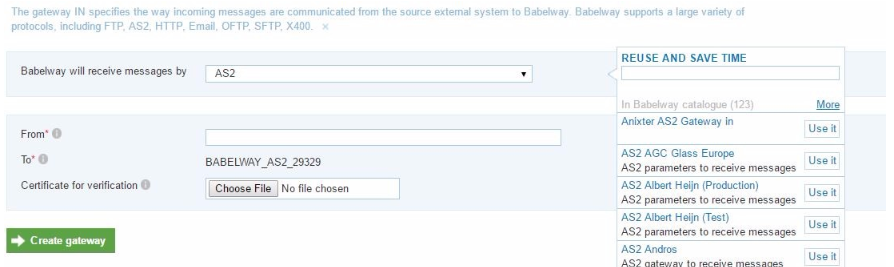 The gateway IN specifies the way incoming messages are communicated from the source external system to Babelway. Babelway supports a large variety of
protocols, including FTP, AS2, HTTP, Email, OFTP, SFTP, X400. ×
Babelway will receive messages by
AS2
From*
To*
BABELWAY_AS2_29329
Certificate for verification
Choose File No file chosen
Create gateway
REUSE AND SAVE TIME
In Babelway catalogue (123) More
Anixter AS2 Gateway in
Use it
AS2 AGC Glass Europe
AS2 parameters to receive messages
Use it
AS2 Albert Heijn (Production)
AS2 parameters to receive messages
Use it
AS2 Albert Heijn (Test)
AS2 parameters to receive messages
Use it
AS2 Andros
AS2 gateway to receive messages
Use it